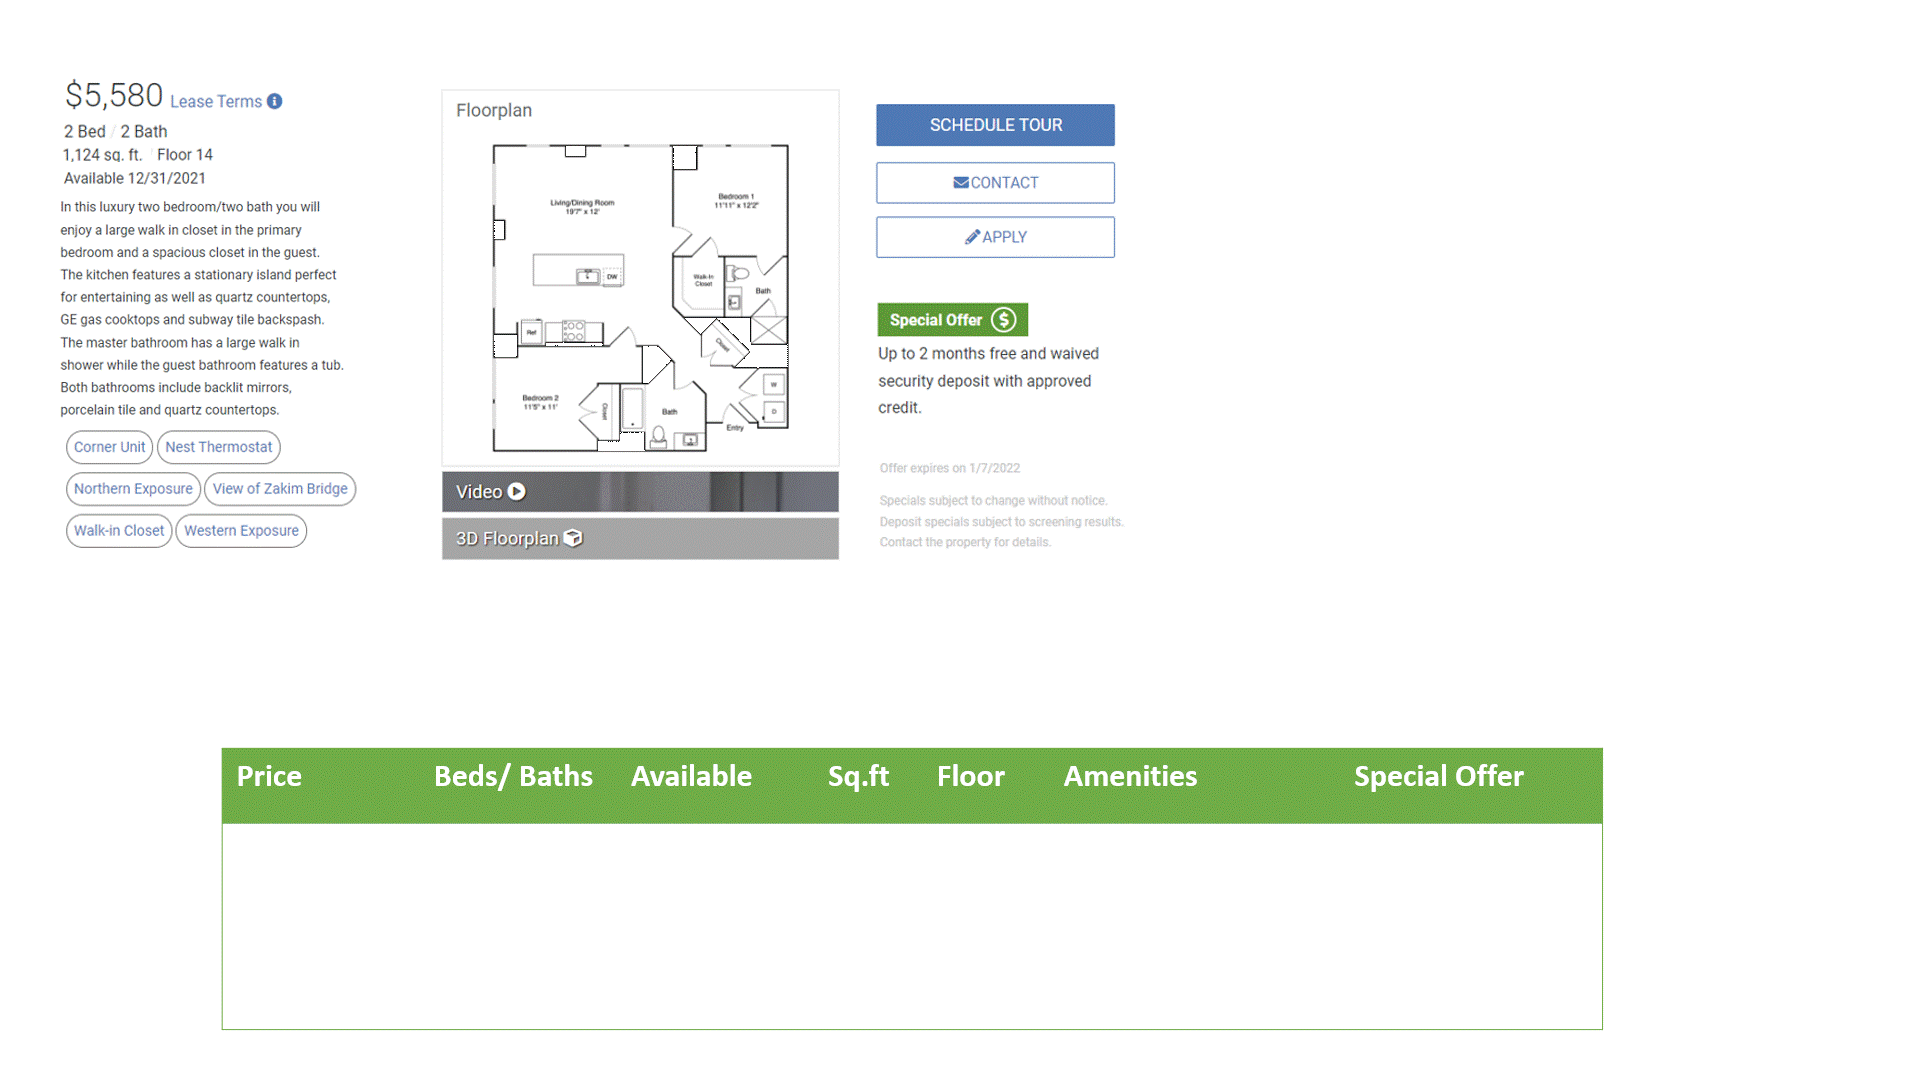 $5,580 Lease Terms
2 Bed / 2 Bath
1,124 sq. ft. Floor 14
Available 12/31/2021
In this luxury two bedroom/two bath you will
enjoy a large walk in closet in the primary
bedroom and a spacious closet in the guest.
The kitchen features a stationary island perfect
for entertaining as well as quartz countertops,
GE gas cooktops and subway tile backspash.
The master bathroom has a large walk in
shower while the guest bathroom features a tub.
Both bathrooms include backlit mirrors,
porcelain tile and quartz countertops.
Corner Unit Nest Thermostat
Northern Exposure View of Zakim Bridge
Walk-in Closet Western Exposure
Floorplan
Living/Dining Room
19'7" x 12'
Bedroom 1
11'11" x 12'2"
DW
Walk-In
Closet
Bath
Ref
Closet
Bedroom 2
11'5" x 11'
Closet
Bath
W
D
Entry
Video
3D Floorplan
SCHEDULE TOUR
CONTACT
APPLY
Special Offer $
Up to 2 months free and waived
security deposit with approved
credit.
Offer expires on 1/7/2022
Specials subject to change without notice.
Deposit specials subject to screening results.
Contact the property for details.
Price Beds/ Baths Available Sq.ft Floor Amenities Special Offer